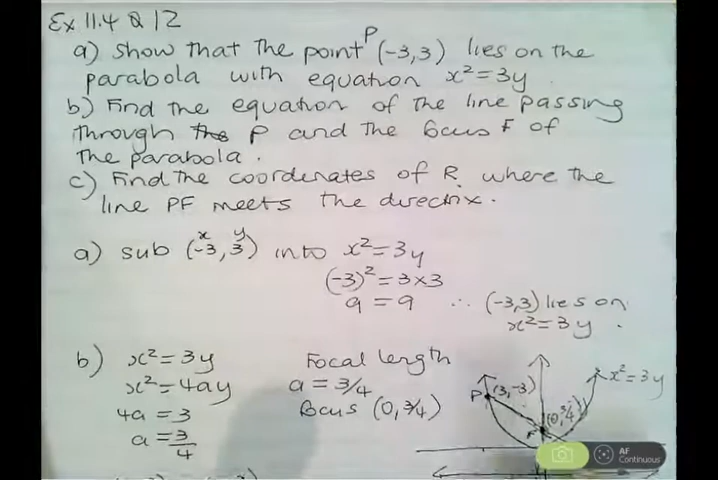 Ex 11.4 Q 12
a) Show that the point P(-3,3) lies on the
parabola with equation x² = 3y
b) Find the equation of the line passing
through the P and the focus F of
the parabola.
c) Find the coordinates of R, where the
line PF meets the directrix.
x y
a) sub (-3, 3) into x² = 3y
(-3)² = 3×3
9 = 9 ∴ (-3,3) lies on
x² = 3y .
b) x² = 3y Focal length
x² = 4ay a = 3/4
4a = 3 focus (0, 3/4)
a = 3/4
P (3,-3) x² = 3y
(0, 3/4)
F
AF
Continuous